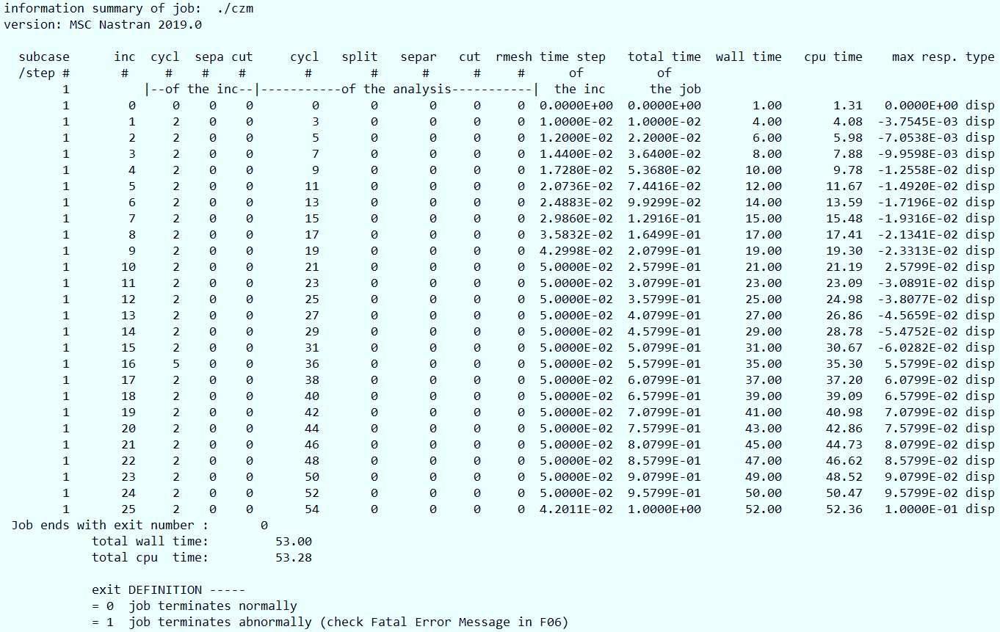 information summary of job:  ./czm
version: MSC Nastran 2019.0
subcase inc cycl sepa cut cycl split separ cut rmesh time step total time wall time cpu time max resp. type
/step # # # # # # # # # # of of
1 |--of the inc--|-----------of the analysis-----------| the inc the job
1 0 0 0 0 0 0 0 0 0 0.0000E+00 0.0000E+00 1.00 1.31 0.0000E+00 disp
1 1 2 0 0 3 0 0 0 0 1.0000E-02 1.0000E-02 4.00 4.08 -3.7545E-03 disp
1 2 2 0 0 5 0 0 0 0 1.2000E-02 2.2000E-02 6.00 5.98 -7.0538E-03 disp
1 3 2 0 0 7 0 0 0 0 1.4400E-02 3.6400E-02 8.00 7.88 -9.9598E-03 disp
1 4 2 0 0 9 0 0 0 0 1.7280E-02 5.3680E-02 10.00 9.78 -1.2558E-02 disp
1 5 2 0 0 11 0 0 0 0 2.0736E-02 7.4416E-02 12.00 11.67 -1.4920E-02 disp
1 6 2 0 0 13 0 0 0 0 2.4883E-02 9.9299E-02 14.00 13.59 -1.7196E-02 disp
1 7 2 0 0 15 0 0 0 0 2.9860E-02 1.2916E-01 15.00 15.48 -1.9316E-02 disp
1 8 2 0 0 17 0 0 0 0 3.5832E-02 1.6499E-01 17.00 17.41 -2.1341E-02 disp
1 9 2 0 0 19 0 0 0 0 4.2998E-02 2.0799E-01 19.00 19.30 -2.3313E-02 disp
1 10 2 0 0 21 0 0 0 0 5.0000E-02 2.5799E-01 21.00 21.19 2.5799E-02 disp
1 11 2 0 0 23 0 0 0 0 5.0000E-02 3.0799E-01 23.00 23.09 -3.0891E-02 disp
1 12 2 0 0 25 0 0 0 0 5.0000E-02 3.5799E-01 25.00 24.98 -3.8077E-02 disp
1 13 2 0 0 27 0 0 0 0 5.0000E-02 4.0799E-01 27.00 26.86 -4.5659E-02 disp
1 14 2 0 0 29 0 0 0 0 5.0000E-02 4.5799E-01 29.00 28.78 -5.4752E-02 disp
1 15 2 0 0 31 0 0 0 0 5.0000E-02 5.0799E-01 31.00 30.67 -6.0282E-02 disp
1 16 5 0 0 36 0 0 0 0 5.0000E-02 5.5799E-01 35.00 35.30 5.5799E-02 disp
1 17 2 0 0 38 0 0 0 0 5.0000E-02 6.0799E-01 37.00 37.20 6.0799E-02 disp
1 18 2 0 0 40 0 0 0 0 5.0000E-02 6.5799E-01 39.00 39.09 6.5799E-02 disp
1 19 2 0 0 42 0 0 0 0 5.0000E-02 7.0799E-01 41.00 40.98 7.0799E-02 disp
1 20 2 0 0 44 0 0 0 0 5.0000E-02 7.5799E-01 43.00 42.86 7.5799E-02 disp
1 21 2 0 0 46 0 0 0 0 5.0000E-02 8.0799E-01 45.00 44.73 8.0799E-02 disp
1 22 2 0 0 48 0 0 0 0 5.0000E-02 8.5799E-01 47.00 46.62 8.5799E-02 disp
1 23 2 0 0 50 0 0 0 0 5.0000E-02 9.0799E-01 49.00 48.52 9.0799E-02 disp
1 24 2 0 0 52 0 0 0 0 5.0000E-02 9.5799E-01 50.00 50.47 9.5799E-02 disp
1 25 2 0 0 54 0 0 0 0 4.2011E-02 1.0000E+00 52.00 52.36 1.0000E-01 disp
Job ends with exit number : 0
total wall time: 53.00
total cpu  time: 53.28
exit DEFINITION -----
= 0  job terminates normally
= 1  job terminates abnormally (check Fatal Error Message in F06)